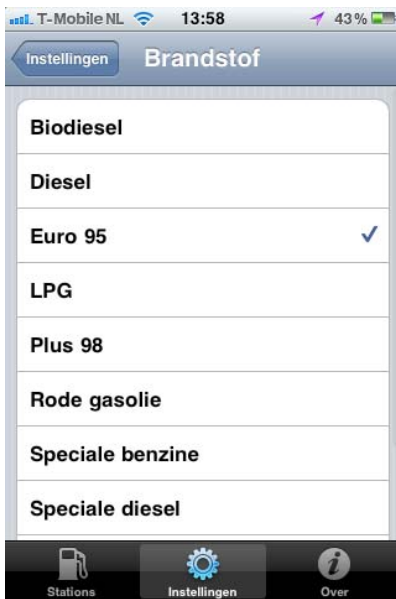 T-Mobile NL 13:58 43%
Instellingen Brandstof
Biodiesel
Diesel
Euro 95
LPG
Plus 98
Rode gasolie
Speciale benzine
Speciale diesel
Stations Instellingen Over